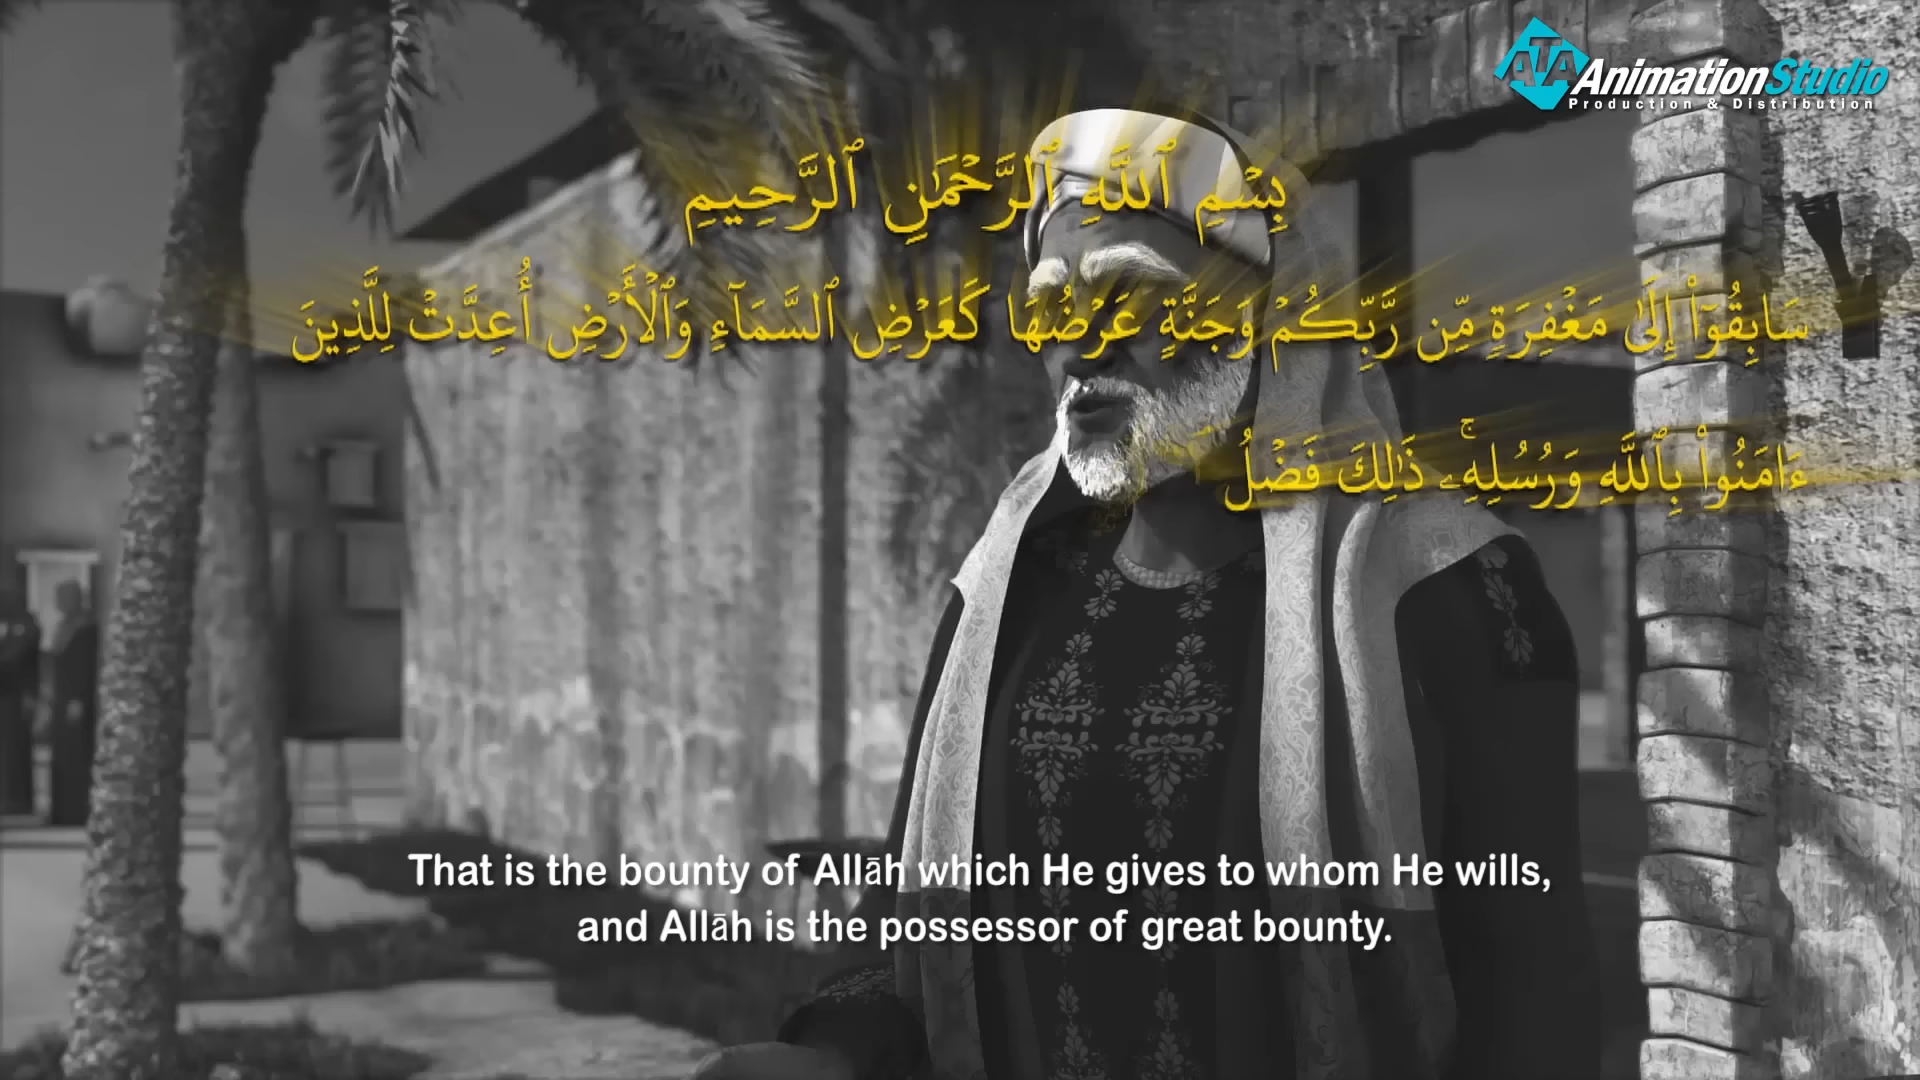 ATA AnimationStudio
Production & Distribution
بِسْمِ ٱللَّهِ ٱلرَّحْمَٰنِ ٱلرَّحِيمِ
سَابِقُوٓا۟ إِلَىٰ مَغْفِرَةٍ مِّن رَّبِّكُمْ وَجَنَّةٍ عَرْضُهَا كَعَرْضِ ٱلسَّمَآءِ وَٱلْأَرْضِ أُعِدَّتْ لِلَّذِينَ
ءَامَنُوا۟ بِٱللَّهِ وَرُسُلِهِۦ ۚ ذَٰلِكَ فَضْلُ
That is the bounty of Allāh which He gives to whom He wills,
and Allāh is the possessor of great bounty.